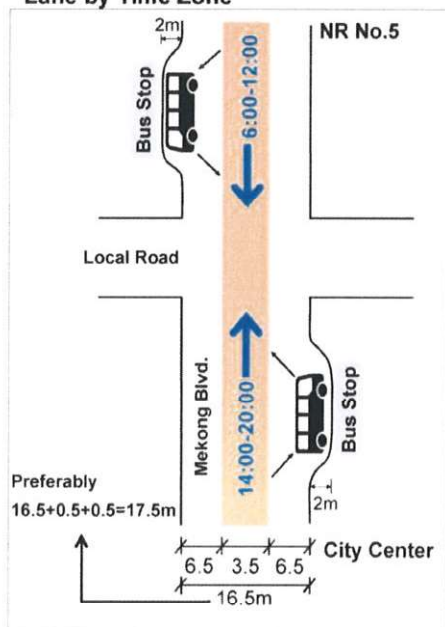 Lane by Time Zone
2m
NR No.5
Bus Stop
6:00-12:00
Local Road
Mekong Blvd.
14:00-20:00
Bus Stop
2m
Preferably
16.5+0.5+0.5=17.5m
City Center
6.5 3.5 6.5
16.5m